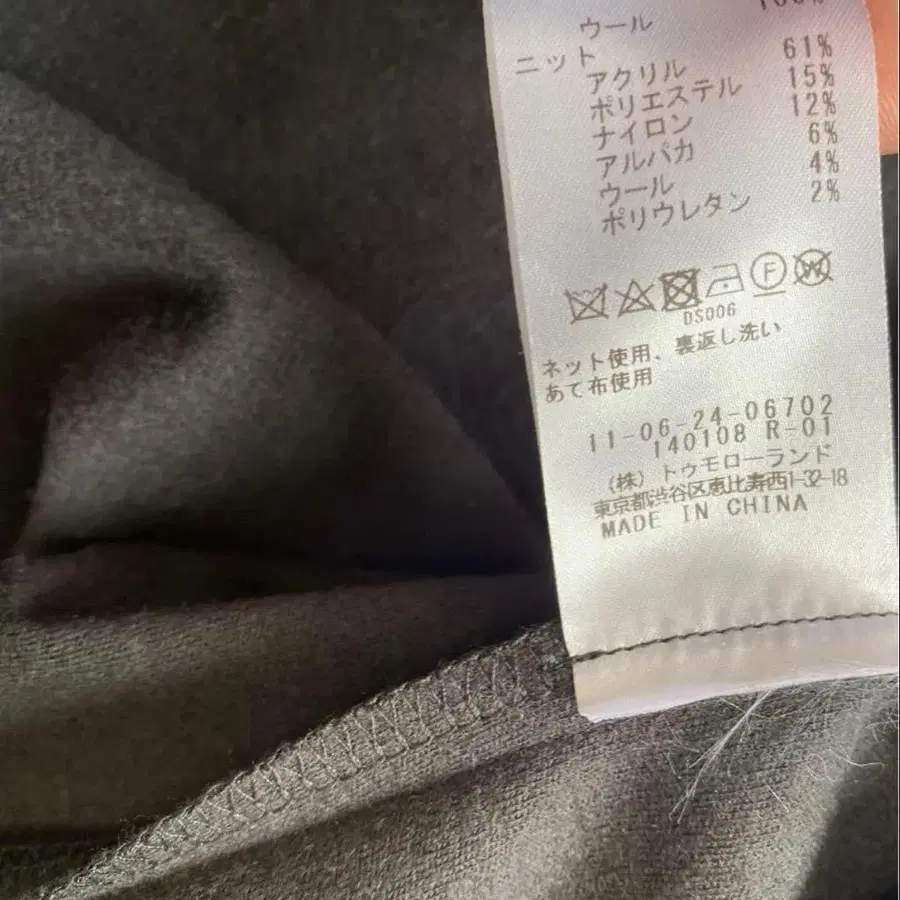 ウール 100%
ニット
アクリル 61%
ポリエステル 15%
ナイロン 12%
アルパカ 6%
ウール 4%
ポリウレタン 2%
F W
DS006
ネット使用、裏返し洗い
あて布使用
11-06-24-06702
140108 R-01
(株) トゥモローランド
東京都渋谷区恵比寿西1-32-18
MADE IN CHINA